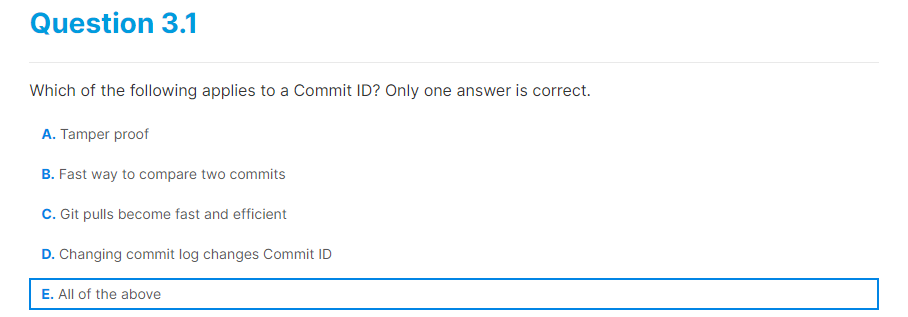 Question 3.1
Which of the following applies to a Commit ID? Only one answer is correct.
A. Tamper proof
B. Fast way to compare two commits
C. Git pulls become fast and efficient
D. Changing commit log changes Commit ID
E. All of the above